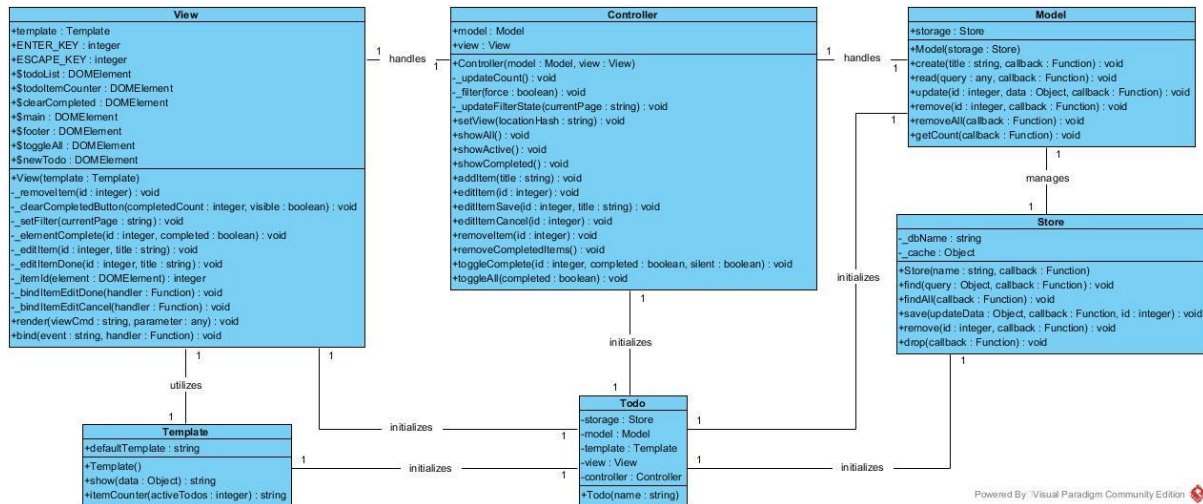 View
+template : Template
+ENTER_KEY : integer
+ESCAPE_KEY : integer
+$todoList : DOMElement
+$todoItemCounter : DOMElement
+$clearCompleted : DOMElement
+$main : DOMElement
+$footer : DOMElement
+$toggleAll : DOMElement
+$newTodo : DOMElement
+View(template : Template)
-_removeItem(id : integer) : void
-_clearCompletedButton(completedCount : integer, visible : boolean) : void
-_setFilter(currentPage : string) : void
-_elementComplete(id : integer, completed : boolean) : void
-_editItem(id : integer, title : string) : void
-_editItemDone(id : integer, title : string) : void
-_itemId(element : DOMElement) : integer
-_bindItemEditDone(handler : Function) : void
-_bindItemEditCancel(handler : Function) : void
+render(viewCmd : string, parameter : any) : void
+bind(event : string, handler : Function) : void
1
handles
1
Controller
+model : Model
+view : View
+Controller(model : Model, view : View)
-_updateCount() : void
-_filter(force : boolean) : void
-_updateFilterState(currentPage : string) : void
+setView(locationHash : string) : void
+showAll() : void
+showActive() : void
+showCompleted() : void
+addItem(title : string) : void
+editItem(id : integer) : void
+editItemSave(id : integer, title : string) : void
+editItemCancel(id : integer) : void
+removeItem(id : integer) : void
+removeCompletedItems() : void
+toggleComplete(id : integer, completed : boolean, silent : boolean) : void
+toggleAll(completed : boolean) : void
1
handles
1
Model
+storage : Store
+Model(storage : Store)
+create(title : string, callback : Function) : void
+read(query : any, callback : Function) : void
+update(id : integer, data : Object, callback : Function) : void
+remove(id : integer, callback : Function) : void
+removeAll(callback : Function) : void
+getCount(callback : Function) : void
1
1
manages
1
Store
-_dbName : string
-_cache : Object
+Store(name : string, callback : Function)
+find(query : Object, callback : Function) : void
+findAll(callback : Function) : void
+save(updateData : Object, callback : Function, id : integer) : void
+remove(id : integer, callback : Function) : void
+drop(callback : Function) : void
initializes
1
1
1
1
utilizes
initializes
1
1
Template
+defaultTemplate : string
+Template()
+show(data : Object) : string
+itemCounter(activeTodos : integer) : string
initializes
1
1
initializes
1
Todo
-storage : Store
-model : Model
-template : Template
-view : View
-controller : Controller
+Todo(name : string)
1
1
initializes
Powered By Visual Paradigm Community Edition